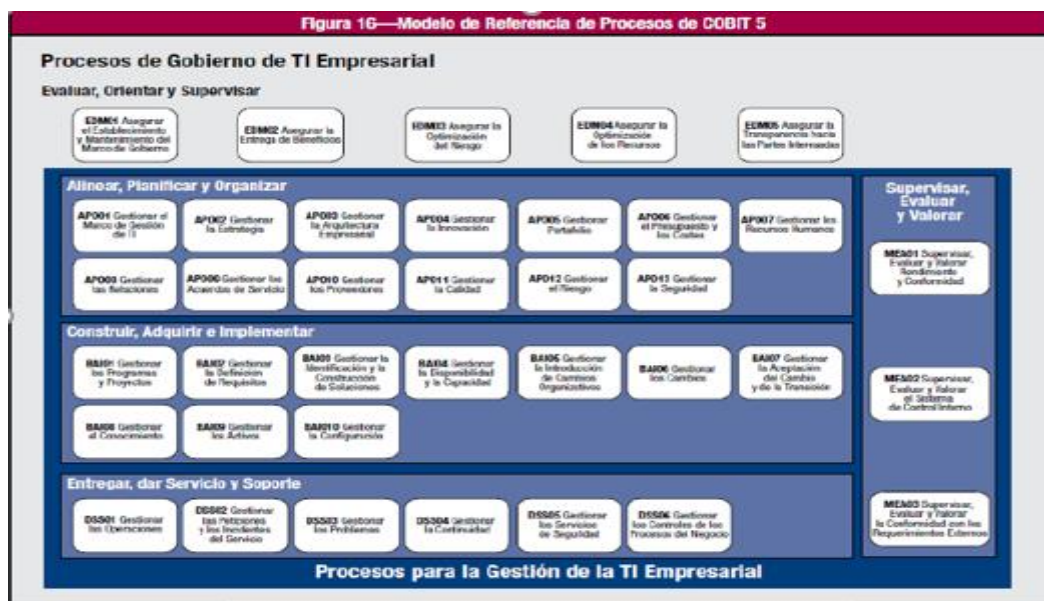 Figura 16—Modelo de Referencia de Procesos de COBIT 5
Procesos de Gobierno de TI Empresarial
Evaluar, Orientar y Supervisar
EDM01 Asegurar
el Establecimiento
y Mantenimiento del
Marco de Gobierno
EDM02 Asegurar la
Entrega de Beneficios
EDM03 Asegurar la
Optimización
del Riesgo
EDM04 Asegurar la
Optimización
de los Recursos
EDM05 Asegurar la
Transparencia hacia
las Partes Interesadas
Alinear, Planificar y Organizar
APO01 Gestionar el
Marco de Gestión
de TI
APO02 Gestionar
la Estrategia
APO03 Gestionar
la Arquitectura
Empresarial
APO04 Gestionar
la Innovación
APO05 Gestionar
Portafolio
APO06 Gestionar
el Presupuesto y
los Costes
APO07 Gestionar los
Recursos Humanos
Gestionar
las Relaciones
Gestionar los
Acuerdos de Servicio
APO10 Gestionar
los Proveedores
APO11 Gestionar
la Calidad
APO12 Gestionar
el Riesgo
APO13 Gestionar
la Seguridad
Construir, Adquirir e Implementar
BAI01 Gestionar
los Programas
y Proyectos
BAI02 Gestionar
la Definición
de Requisitos
Gestionar la
Identificación y la
Construcción
de Soluciones
BAI04 Gestionar
la Disponibilidad
y la Capacidad
BAI05 Gestionar
la Introducción
de Cambios
Organizativos
BAI06 Gestionar
los Cambios
BAI07 Gestionar
la Aceptación
del Cambio
y de la Transición
BAI08 Gestionar
el Conocimiento
BAI09 Gestionar
los Activos
BAI010 Gestionar
la Configuración
Entregar, dar Servicio y Soporte
DSS01 Gestionar
las Operaciones
DSS02 Gestionar
las Peticiones
y los Incidentes
del Servicio
DSS03 Gestionar
los Problemas
DSS04 Gestionar
la Continuidad
DSS05 Gestionar
los Servicios
de Seguridad
DSS06 Gestionar
los Controles de los
Procesos del Negocio
Supervisar,
Evaluar
y Valorar
MEA01 Supervisar,
Evaluar y Valorar
Rendimiento
y Conformidad
MEA02 Supervisar,
Evaluar y Valorar
el Sistema
de Control Interno
MEA03 Supervisar,
Evaluar y Valorar
la Conformidad con los
Requerimientos Externos
Procesos para la Gestión de la TI Empresarial